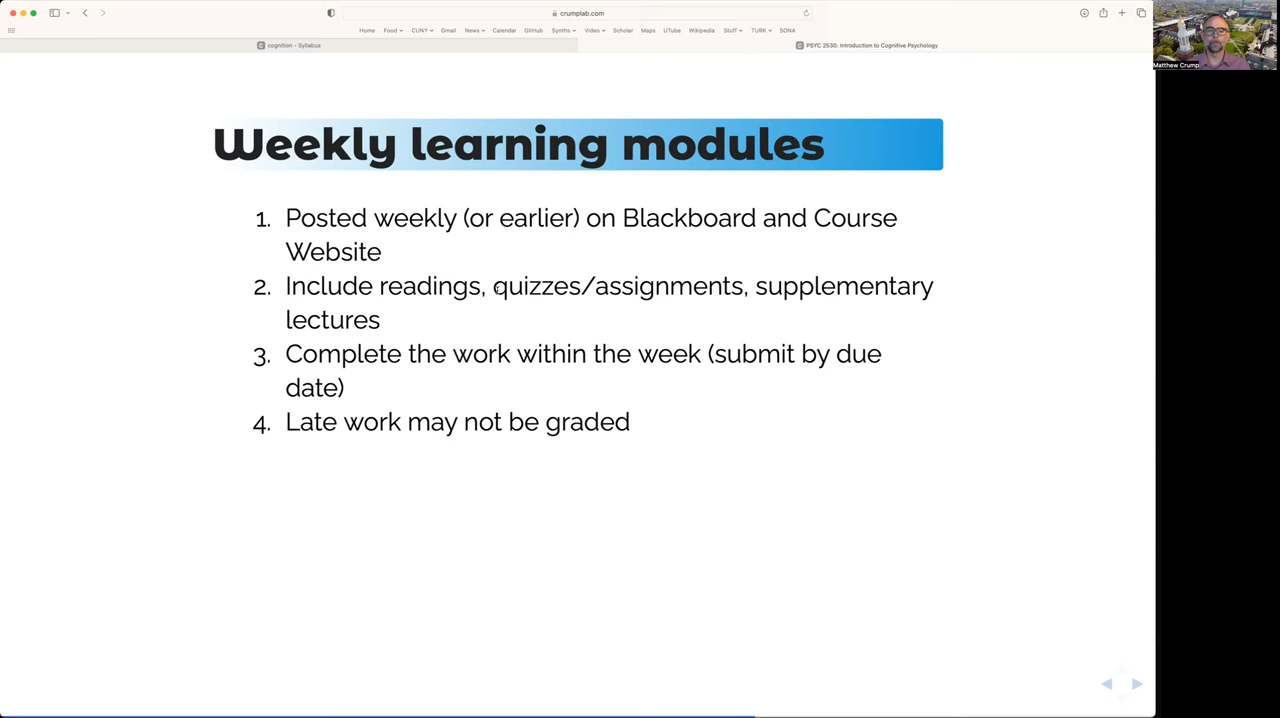 crumplab.com
Home Food CUNY Gmail News Calendar GitHub Synths Video Scholar Maps UTube Wikipedia Stuff TURK SONA
cognition - Syllabus
PSYC 2530: Introduction to Cognitive Psychology
Matthew Crump
Weekly learning modules
1. Posted weekly (or earlier) on Blackboard and Course
Website
2. Include readings, quizzes/assignments, supplementary
lectures
3. Complete the work within the week (submit by due
date)
4. Late work may not be graded